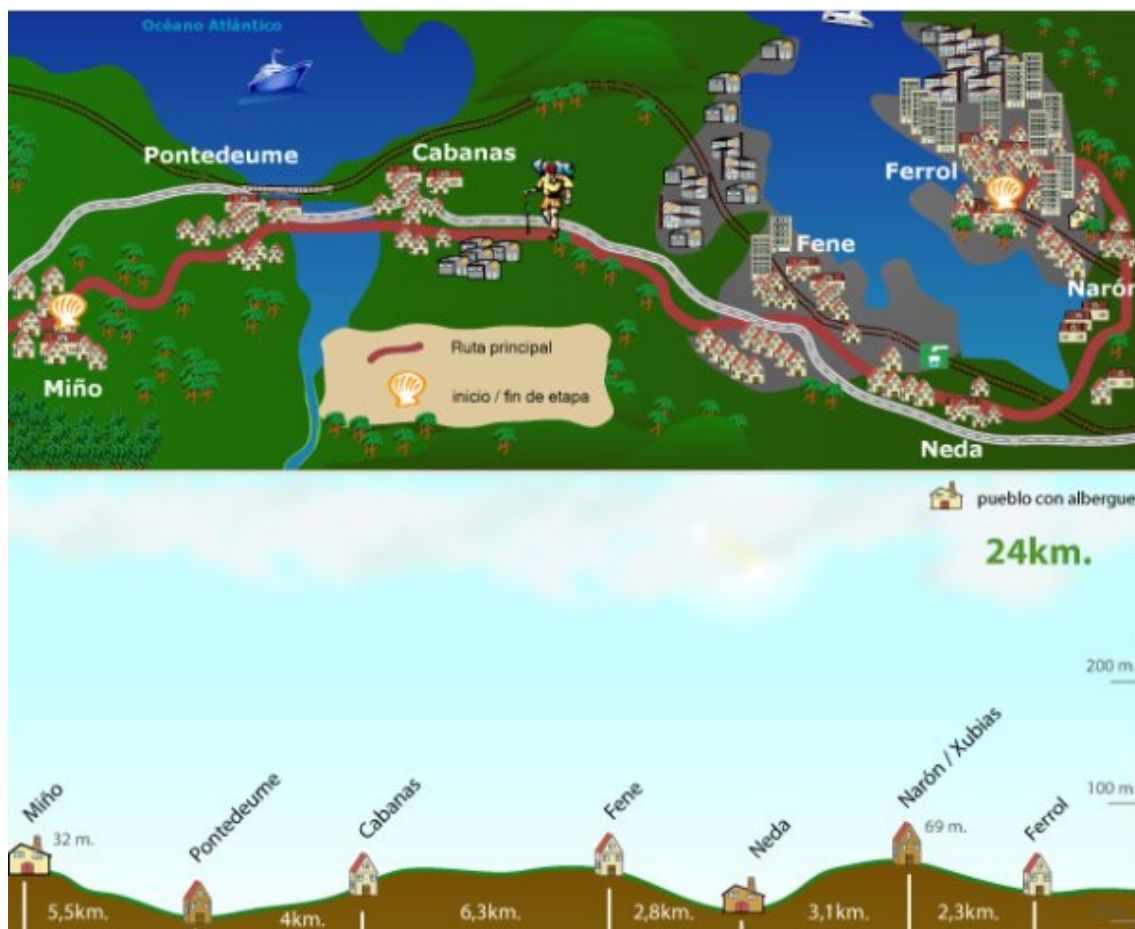 Océano Atlántico
Pontedeume
Cabanas
Ferrol
Fene
Narón
Miño
Ruta principal
inicio / fin de etapa
Neda
pueblo con albergue
24km.
200 m.
100 m.
Miño
32 m.
Pontedeume
Cabanas
Fene
Neda
Narón / Xubias
69 m.
Ferrol
5,5km.
4km.
6,3km.
2,8km.
3,1km.
2,3km.